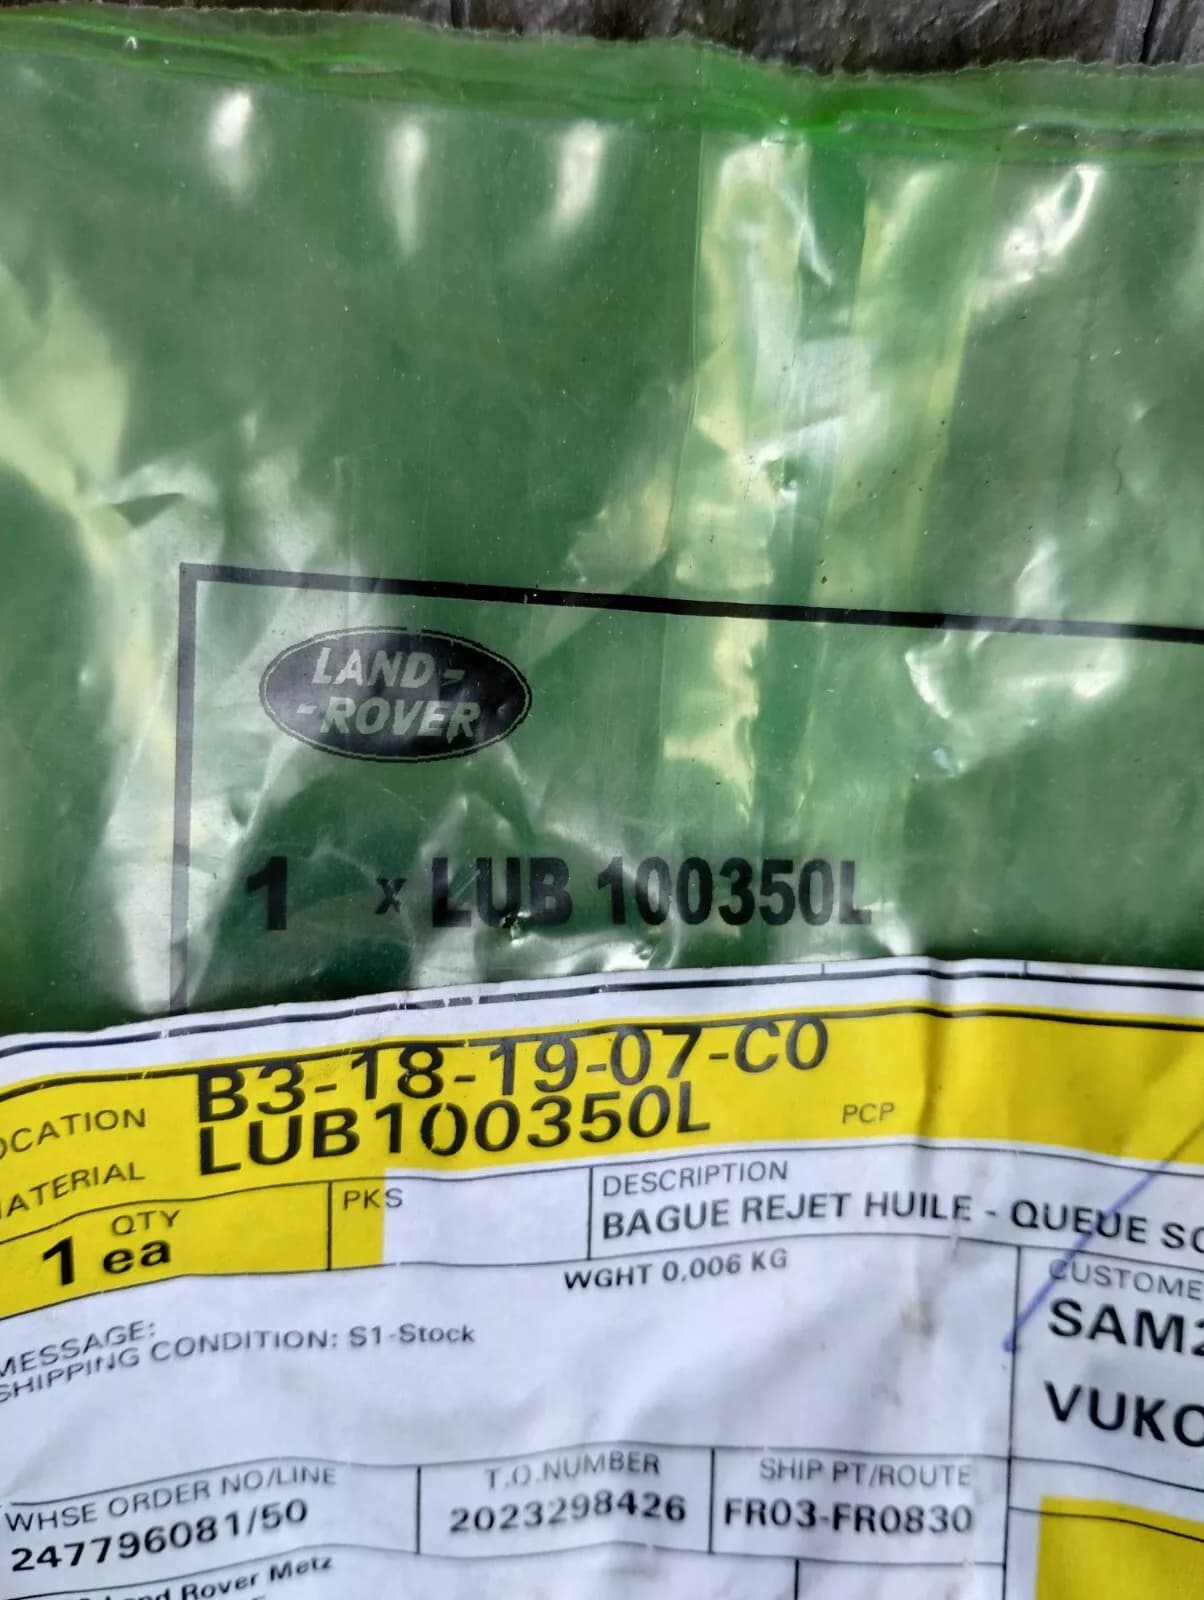 LAND-
-ROVER
1 x LUB 100350L
OCATION B3-18-19-07-C0
MATERIAL LUB100350L
PCP
QTY
1 ea
PKS
DESCRIPTION
BAGUE REJET HUILE - QUEUE SO
WGHT 0,006 KG
MESSAGE:
SHIPPING CONDITION: S1-Stock
CUSTOME
SAM2
VUKO
WHSE ORDER NO/LINE
247796081/50
T.O.NUMBER
2023298426
SHIP PT/ROUTE
FR03-FR0830
Land Rover Metz